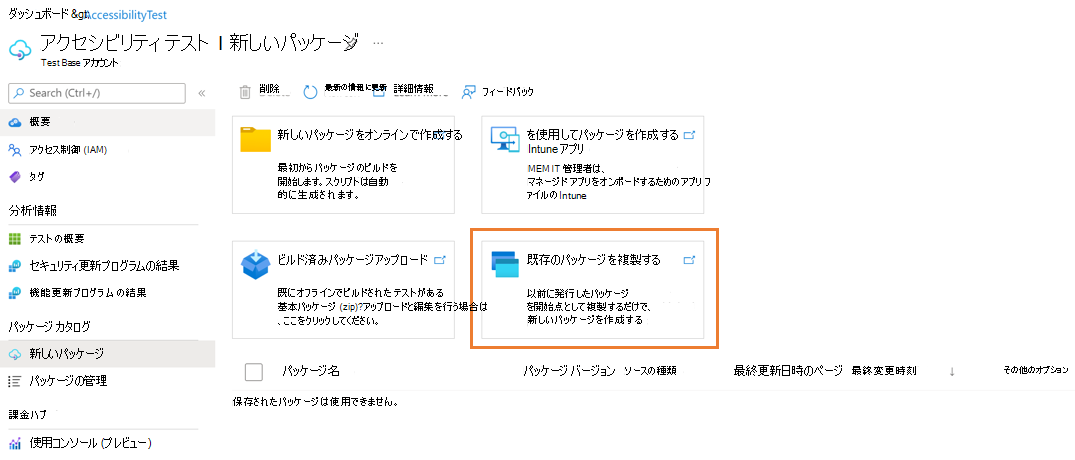 ダッシュボード &gt;AccessibilityTest
アクセシビリティ テスト | 新しいパッケージ ...
Test Base アカウント
Search (Ctrl+/) «
削除 最新の情報に更新 詳細情報 フィードバック
概要
アクセス制御 (IAM)
タグ
分析情報
テストの概要
セキュリティ更新プログラムの結果
機能更新プログラム の結果
パッケージ カタログ
新しいパッケージ
パッケージの管理
課金ハブ
使用コンソール (プレビュー)
新しいパッケージをオンラインで作成する
最初からパッケージのビルドを
開始します。スクリプトは自動
的に生成されます。
を使用してパッケージを作成する
Intune アプリ
MEM IT 管理者は、
マネージド アプリをオンボードするためのアプリ フ
ァイルの Intune
ビルド済みパッケージアップロード
既にオフラインでビルドされたテストがある
基本パッケージ (zip)?アップロードと編集を行う場合は
、ここをクリックしてください。
既存のパッケージを複製する
以前に発行したパッケージ
を開始点として複製するだけで、
新しいパッケージを作成する
パッケージ名 パッケージ バージョン ソースの種類 最終更新日時のページ 最終変更時刻 ↓ その他のオプション
保存されたパッケージは使用できません。